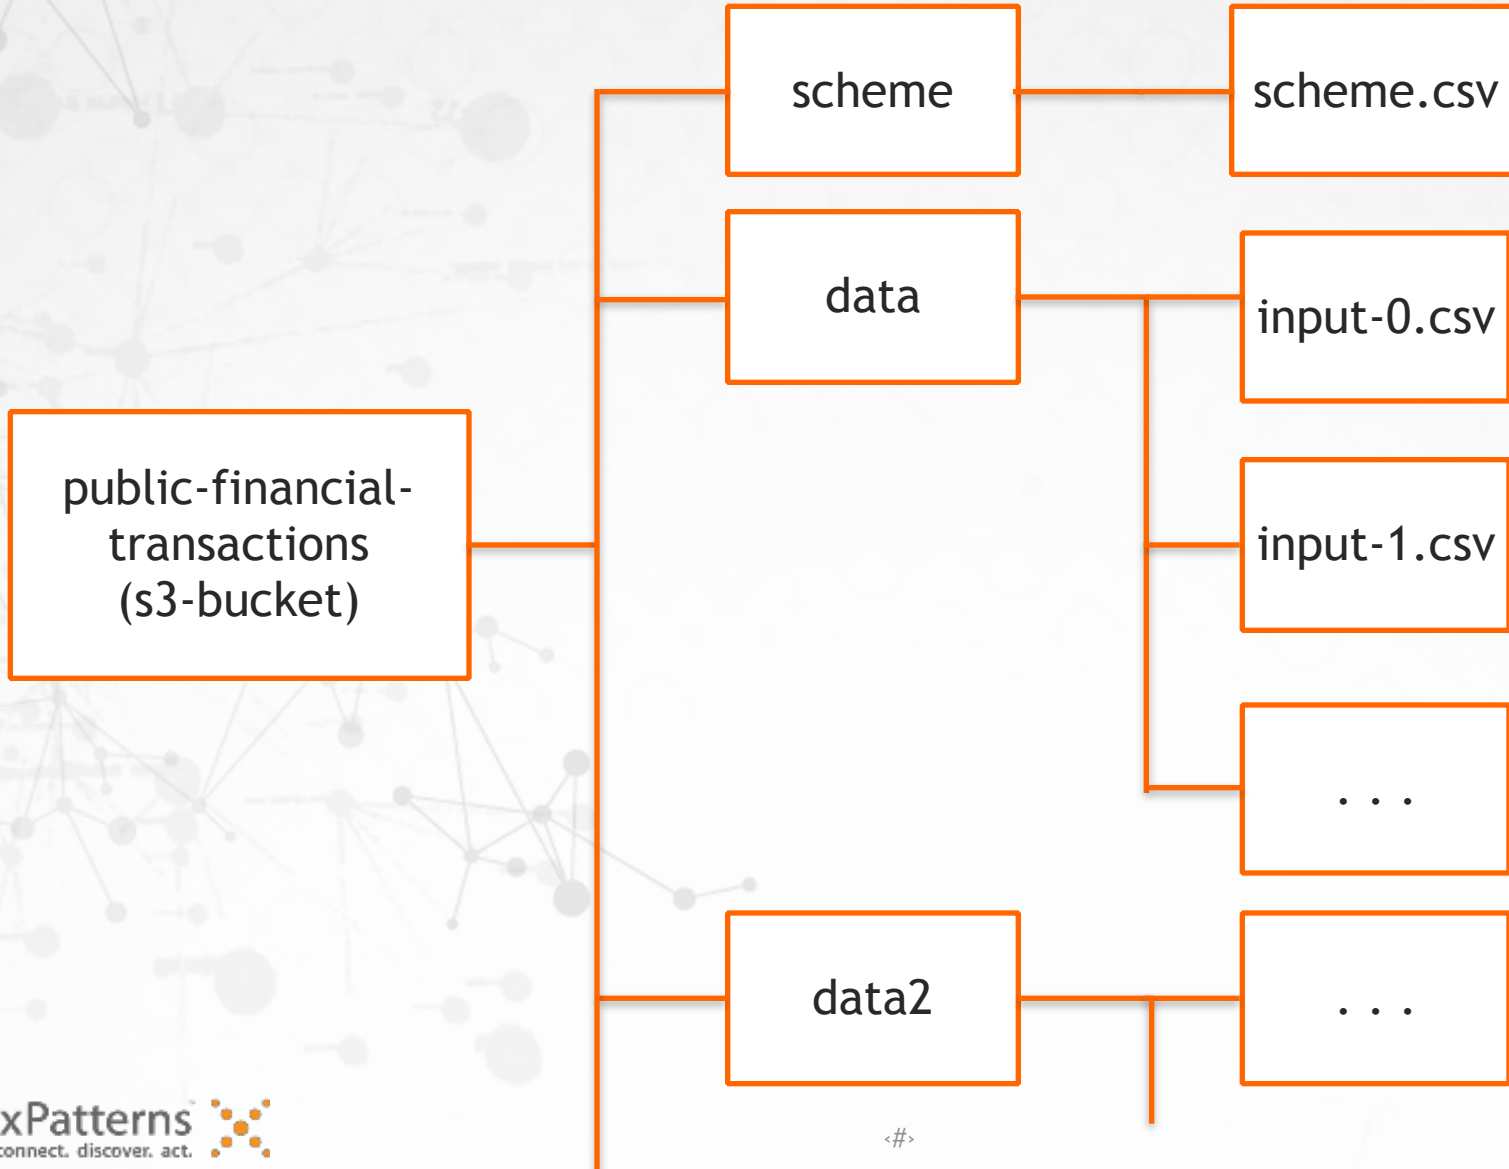 scheme
scheme.csv
data
input-0.csv
public-financial-
transactions
(s3-bucket)
input-1.csv
. . .
data2
. . .
xPatterns
connect. discover. act.
‹#›